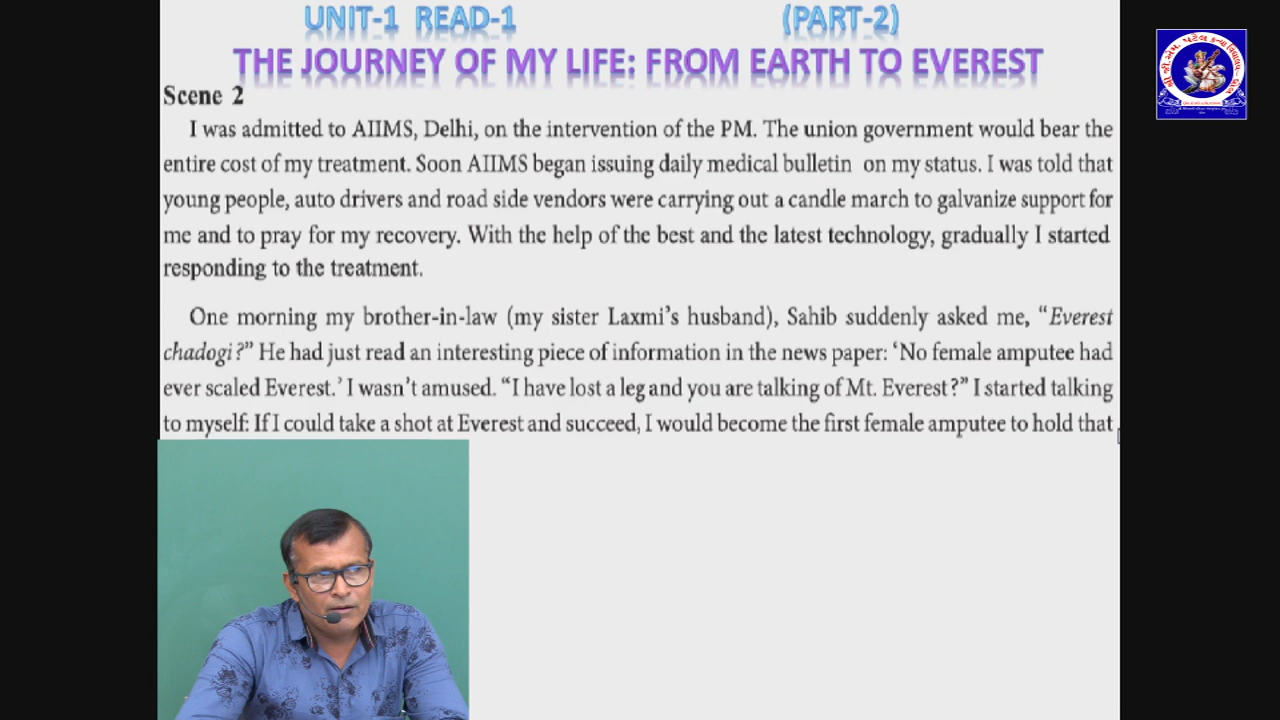 UNIT-1 READ-1 (PART-2)
THE JOURNEY OF MY LIFE: FROM EARTH TO EVEREST
Scene 2
I was admitted to AIIMS, Delhi, on the intervention of the PM. The union government would bear the
entire cost of my treatment. Soon AIIMS began issuing daily medical bulletin on my status. I was told that
young people, auto drivers and road side vendors were carrying out a candle march to galvanize support for
me and to pray for my recovery. With the help of the best and the latest technology, gradually I started
responding to the treatment.
One morning my brother-in-law (my sister Laxmi's husband), Sahib suddenly asked me, "Everest
chadogi?" He had just read an interesting piece of information in the news paper: 'No female amputee had
ever scaled Everest.' I wasn't amused. "I have lost a leg and you are talking of Mt. Everest?" I started talking
to myself: If I could take a shot at Everest and succeed, I would become the first female amputee to hold that